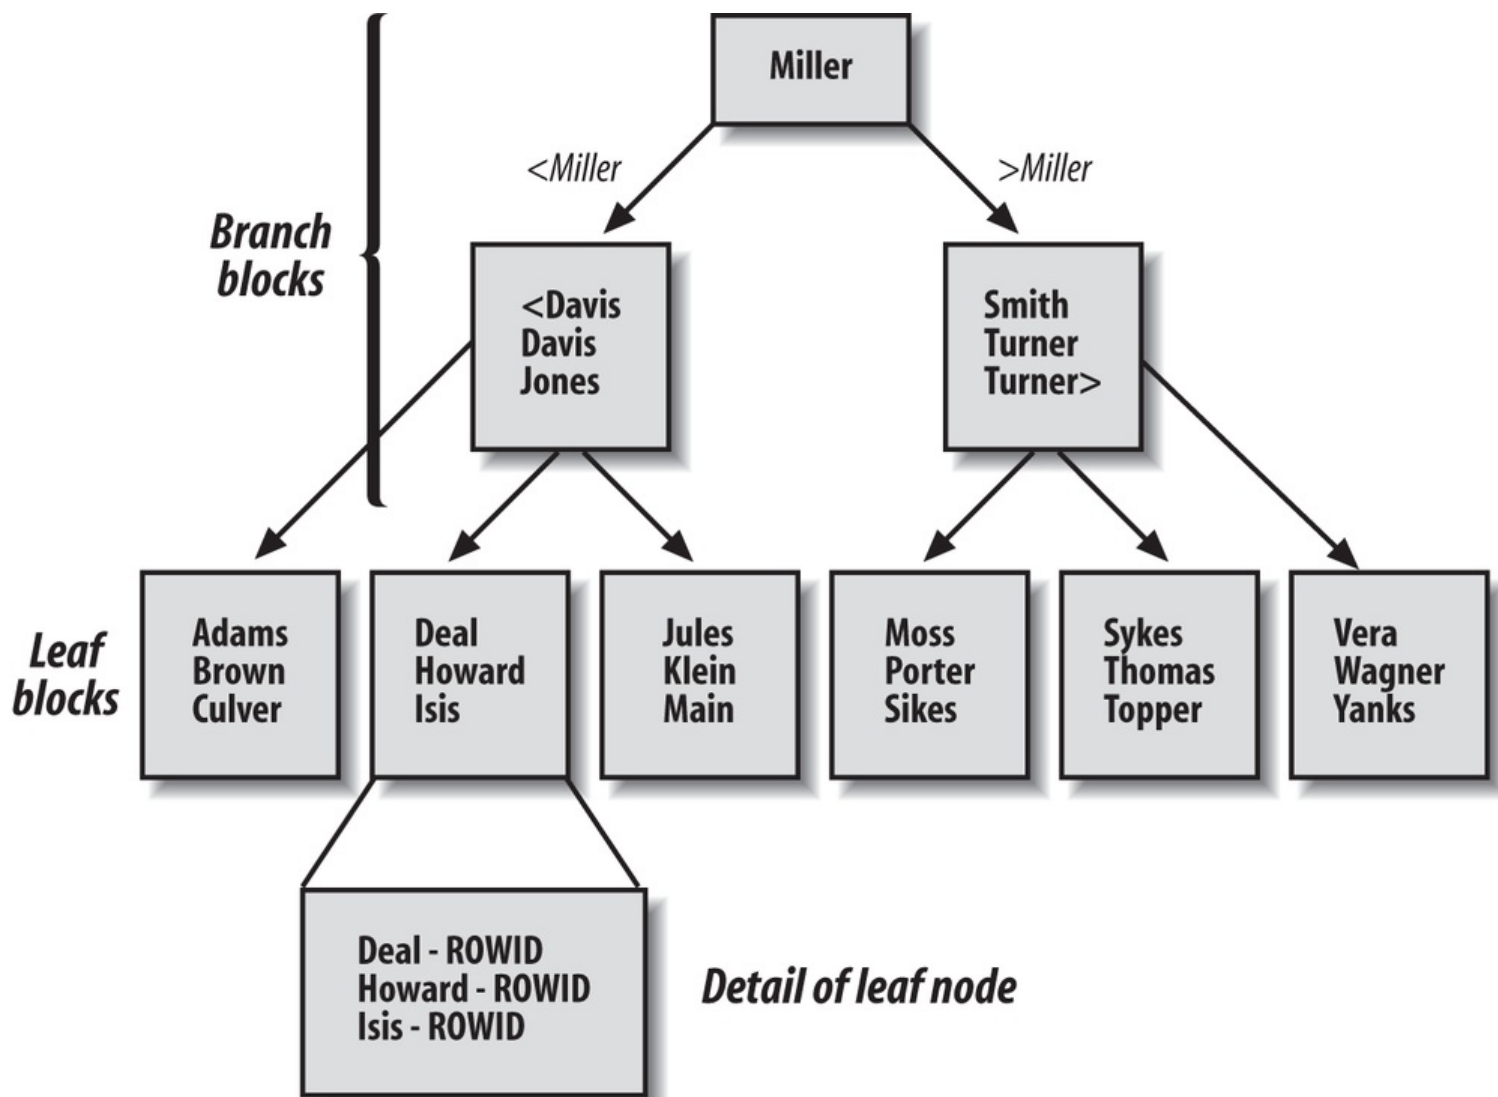 Miller
<Miller
>Miller
Branch
blocks
<Davis
Davis
Jones
Smith
Turner
Turner>
Leaf
blocks
Adams
Brown
Culver
Deal
Howard
Isis
Jules
Klein
Main
Moss
Porter
Sikes
Sykes
Thomas
Topper
Vera
Wagner
Yanks
Deal - ROWID
Howard - ROWID
Isis - ROWID
Detail of leaf node